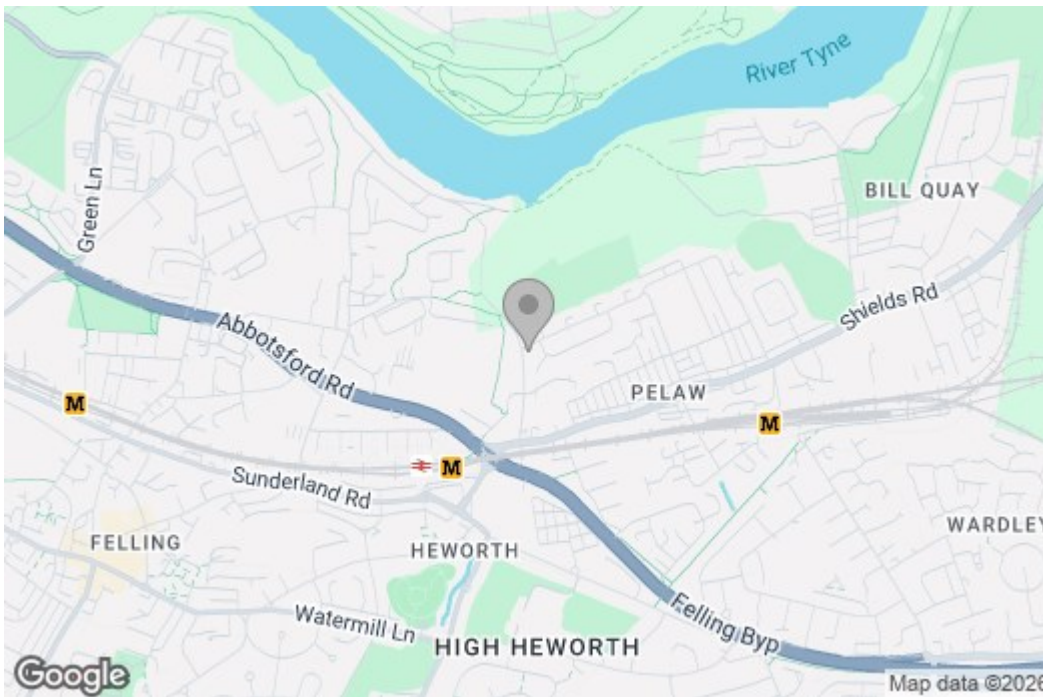 River Tyne
BILL QUAY
Green Ln
Shields Rd
Abbotsford Rd
PELAW
M
M
M
Sunderland Rd
WARDLEY
FELLING
HEWORTH
Felling Byp
Watermill Ln
HIGH HEWORTH
Google
Map data ©2026